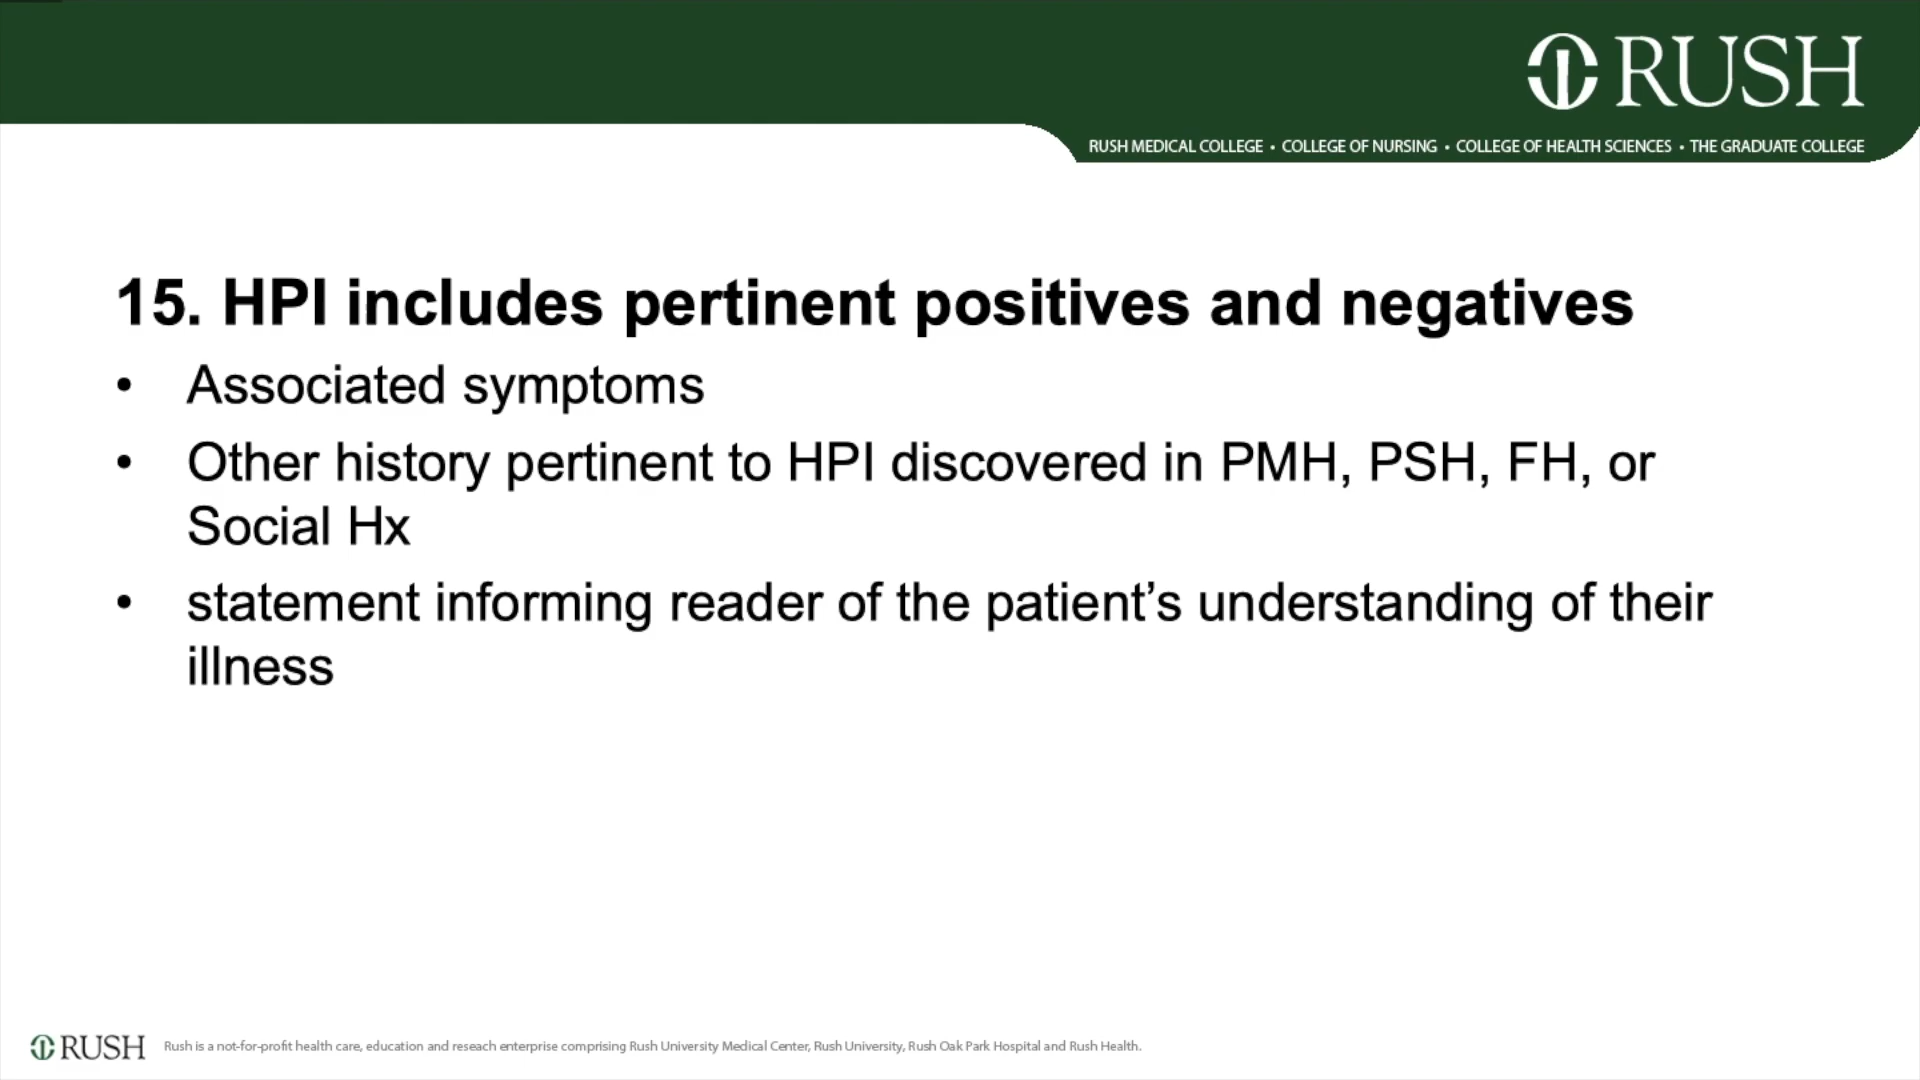 RUSH
RUSH MEDICAL COLLEGE • COLLEGE OF NURSING • COLLEGE OF HEALTH SCIENCES • THE GRADUATE COLLEGE
15. HPI includes pertinent positives and negatives
• Associated symptoms
• Other history pertinent to HPI discovered in PMH, PSH, FH, or
Social Hx
• statement informing reader of the patient’s understanding of their
illness
RUSH Rush is a not-for-profit health care, education and reseach enterprise comprising Rush University Medical Center, Rush University, Rush Oak Park Hospital and Rush Health.